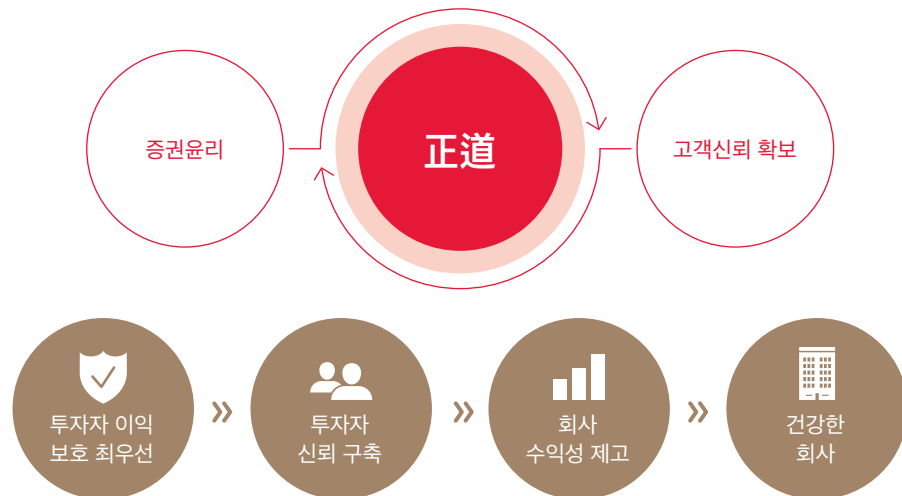 증권윤리
正道
고객신뢰 확보
투자자 이익
보호 최우선
투자자
신뢰 구축
회사
수익성 제고
건강한
회사